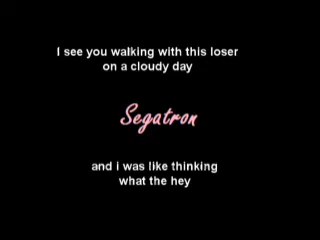 I see you walking with this loser
on a cloudy day
Segatron
and i was like thinking
what the hey